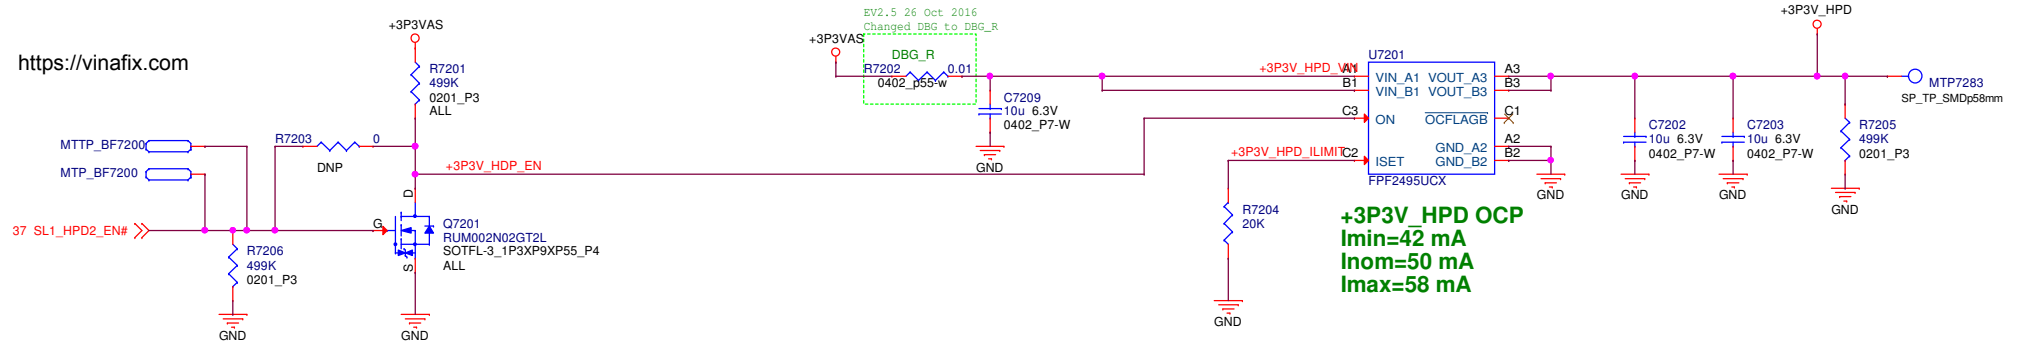 https://vinafix.com
+3P3VAS
R7201
499K
0201_P3
ALL
MTTP_BF7200
MTP_BF7200
R7203
0
DNP
+3P3V_HDP_EN
37 SL1_HPD2_EN#
R7206
499K
0201_P3
GND
D
G
S
Q7201
RUM002N02GT2L
SOTFL-3_1P3XP9XP55_P4
ALL
GND
EV2.5 26 Oct 2016
Changed DBG to DBG_R
+3P3VAS
DBG_R
R7202
0.01
0402_p55-w
C7209
10u 6.3V
0402_P7-W
GND
+3P3V_HPD_VIN
+3P3V_HPD_ILIMIT
R7204
20K
GND
U7201
A1 VIN_A1 VOUT_A3 A3
B1 VIN_B1 VOUT_B3 B3
C3 ON OCFLAGB C1
GND_A2 A2
C2 ISET GND_B2 B2
FPF2495UCX
GND
+3P3V_HPD OCP
Imin=42 mA
Inom=50 mA
Imax=58 mA
+3P3V_HPD
C7202
10u 6.3V
0402_P7-W
GND
C7203
10u 6.3V
0402_P7-W
GND
R7205
499K
0201_P3
GND
MTP7283
SP_TP_SMDp58mm